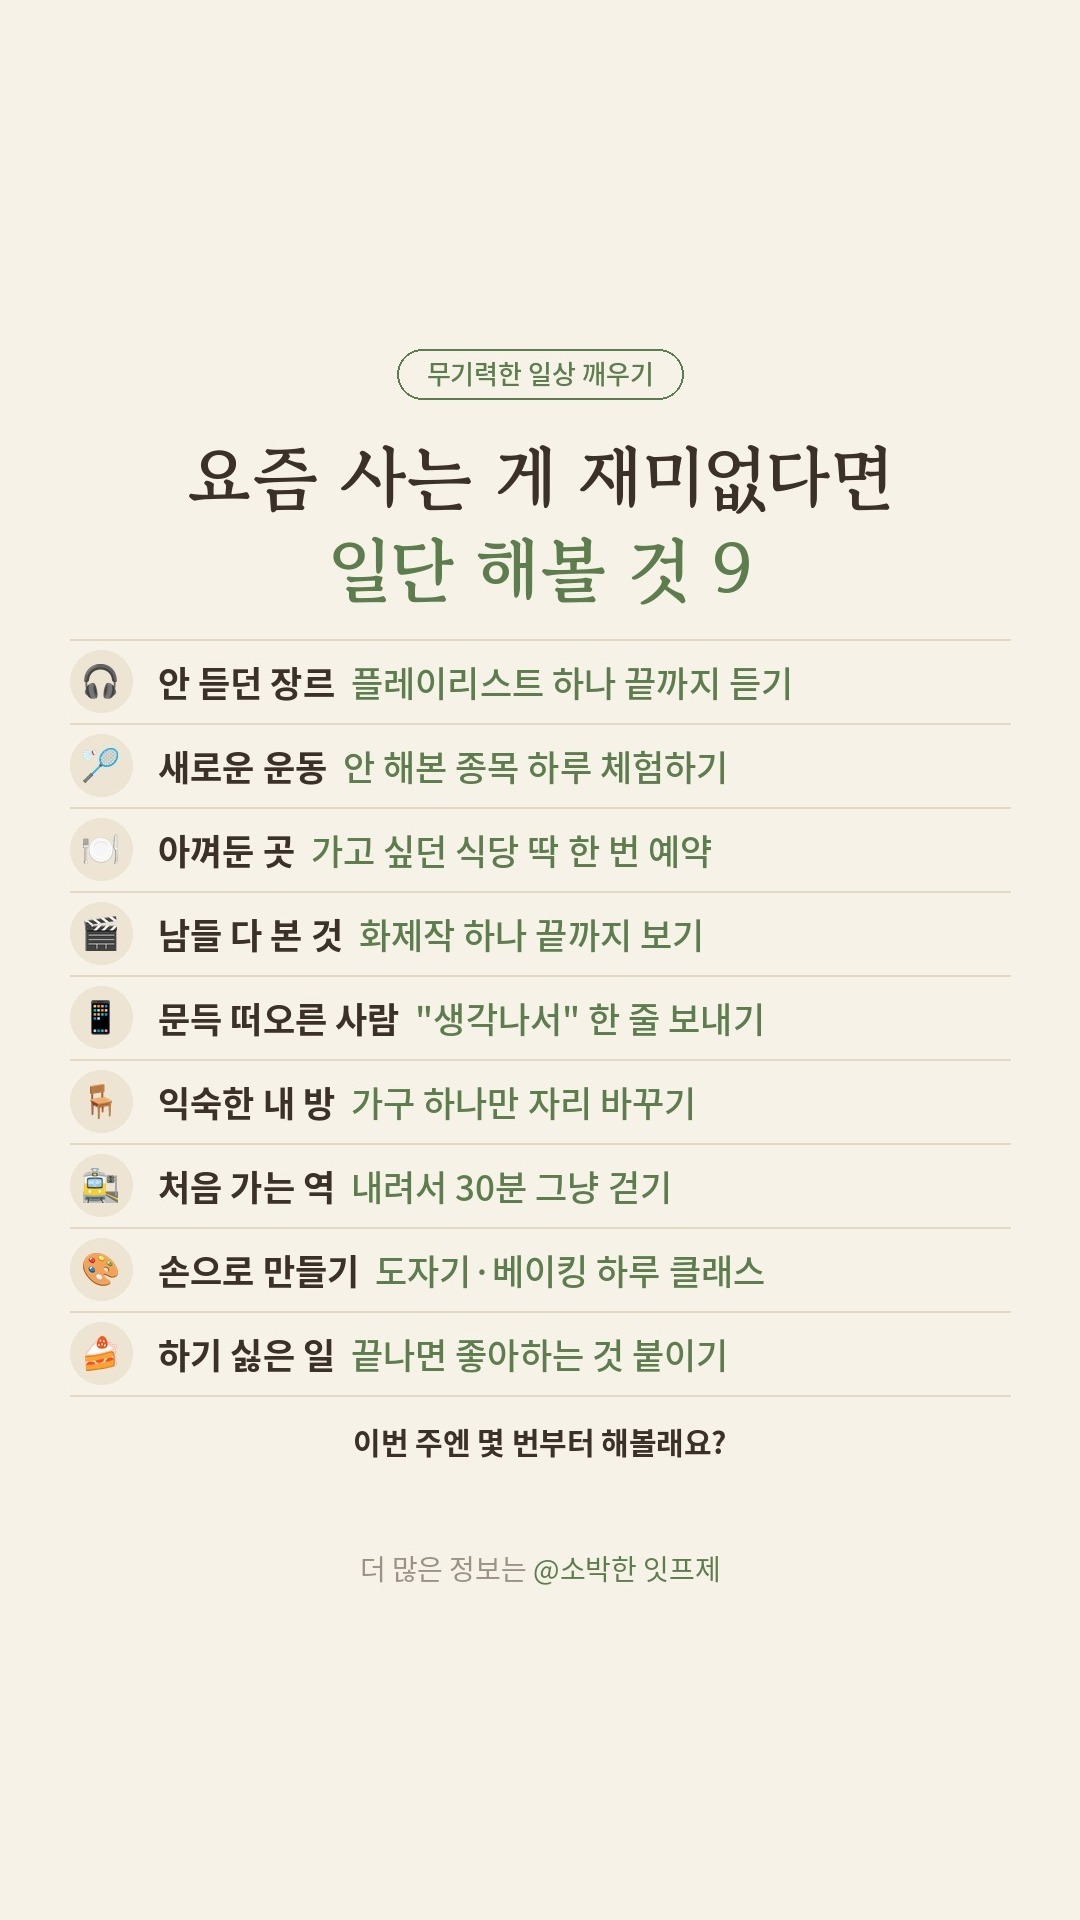 무기력한 일상 깨우기
요즘 사는 게 재미없다면
일단 해볼 것 9
안 듣던 장르 플레이리스트 하나 끝까지 듣기
새로운 운동 안 해본 종목 하루 체험하기
아껴둔 곳 가고 싶던 식당 딱 한 번 예약
남들 다 본 것 화제작 하나 끝까지 보기
문득 떠오른 사람 "생각나서" 한 줄 보내기
익숙한 내 방 가구 하나만 자리 바꾸기
처음 가는 역 내려서 30분 그냥 걷기
손으로 만들기 도자기·베이킹 하루 클래스
하기 싫은 일 끝나면 좋아하는 것 붙이기
이번 주엔 몇 번부터 해볼래요?
더 많은 정보는 @소박한 잇프제